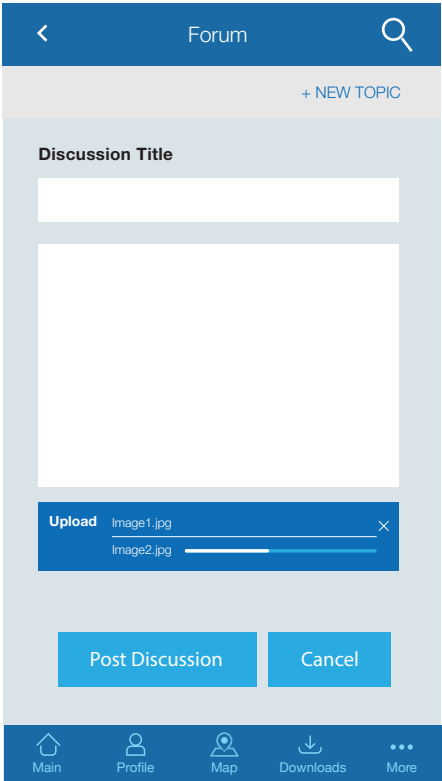 Forum
+ NEW TOPIC
Discussion Title
Upload Image1.jpg
Image2.jpg
Post Discussion Cancel
Main Profile Map Downloads More